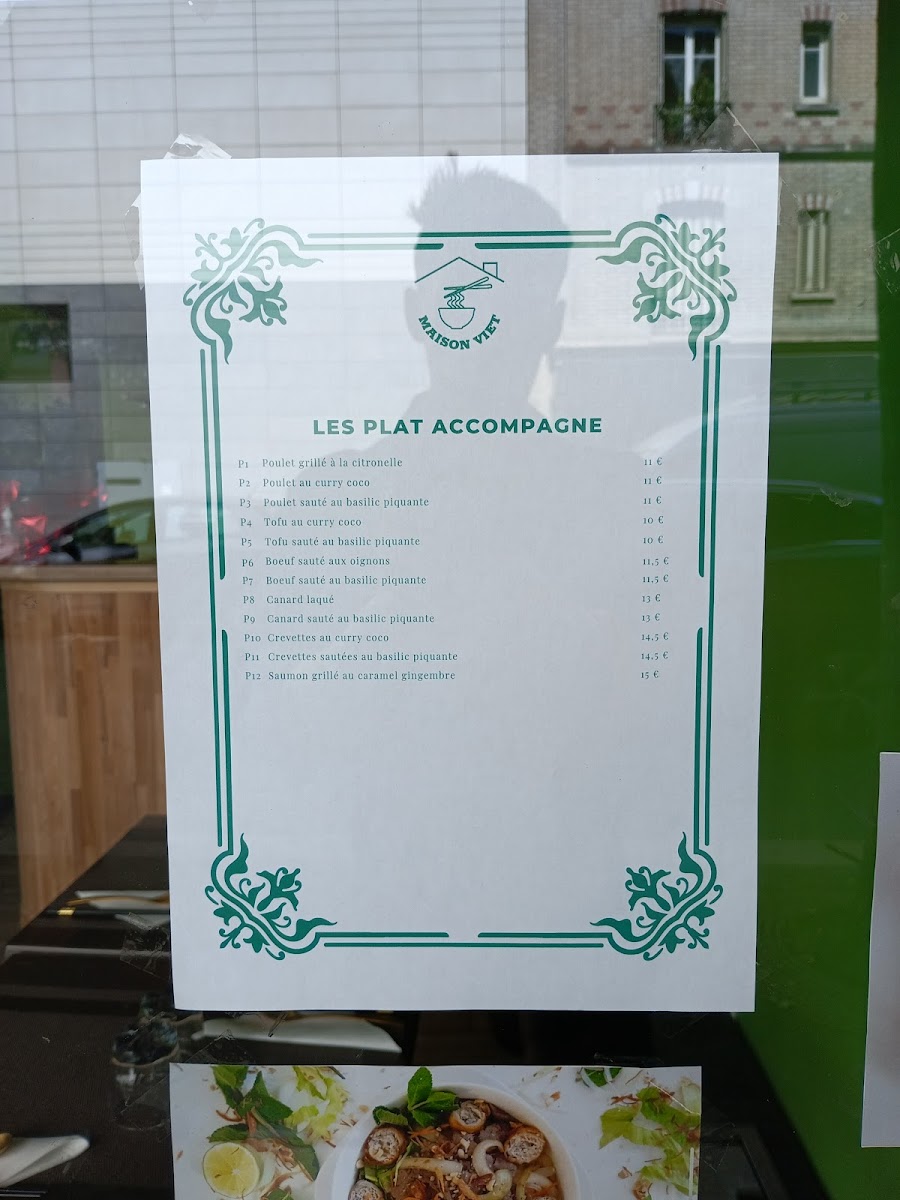 MAISON VIET
LES PLAT ACCOMPAGNE
P1 Poulet grillé à la citronelle 11 €
P2 Poulet au curry coco 11 €
P3 Poulet sauté au basilic piquante 11 €
P4 Tofu au curry coco 10 €
P5 Tofu sauté au basilic piquante 10 €
P6 Boeuf sauté aux oignons 11,5 €
P7 Boeuf sauté au basilic piquante 11,5 €
P8 Canard laqué 13 €
P9 Canard sauté au basilic piquante 13 €
P10 Crevettes au curry coco 14,5 €
P11 Crevettes sautées au basilic piquante 14,5 €
P12 Saumon grillé au caramel gingembre 15 €